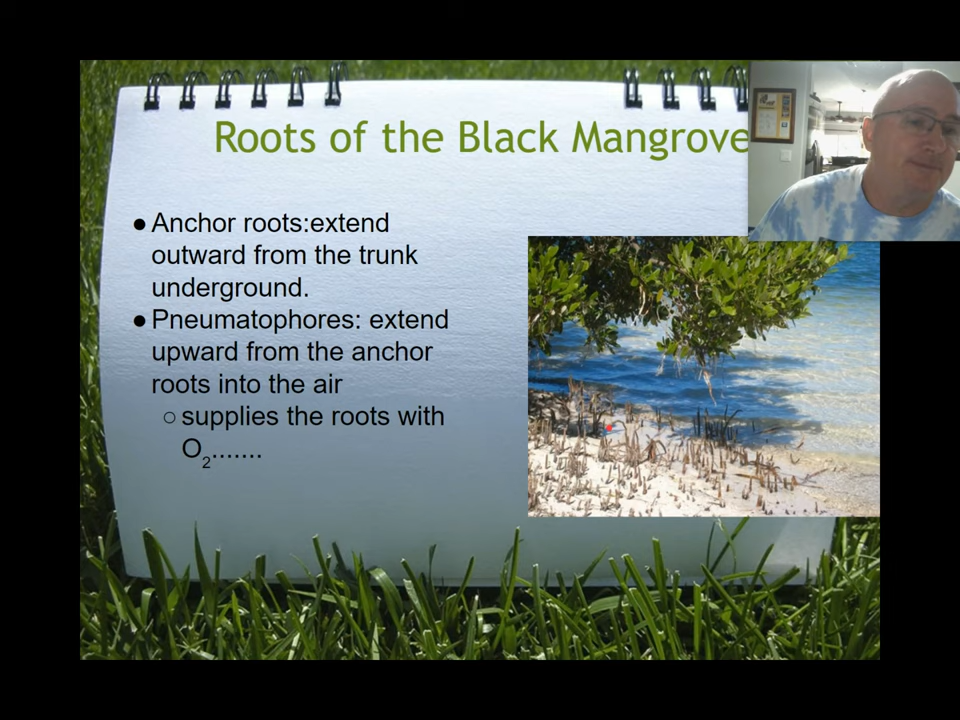 Roots of the Black Mangrove
● Anchor roots:extend
outward from the trunk
underground.
● Pneumatophores: extend
upward from the anchor
roots into the air
○ supplies the roots with
O₂.......